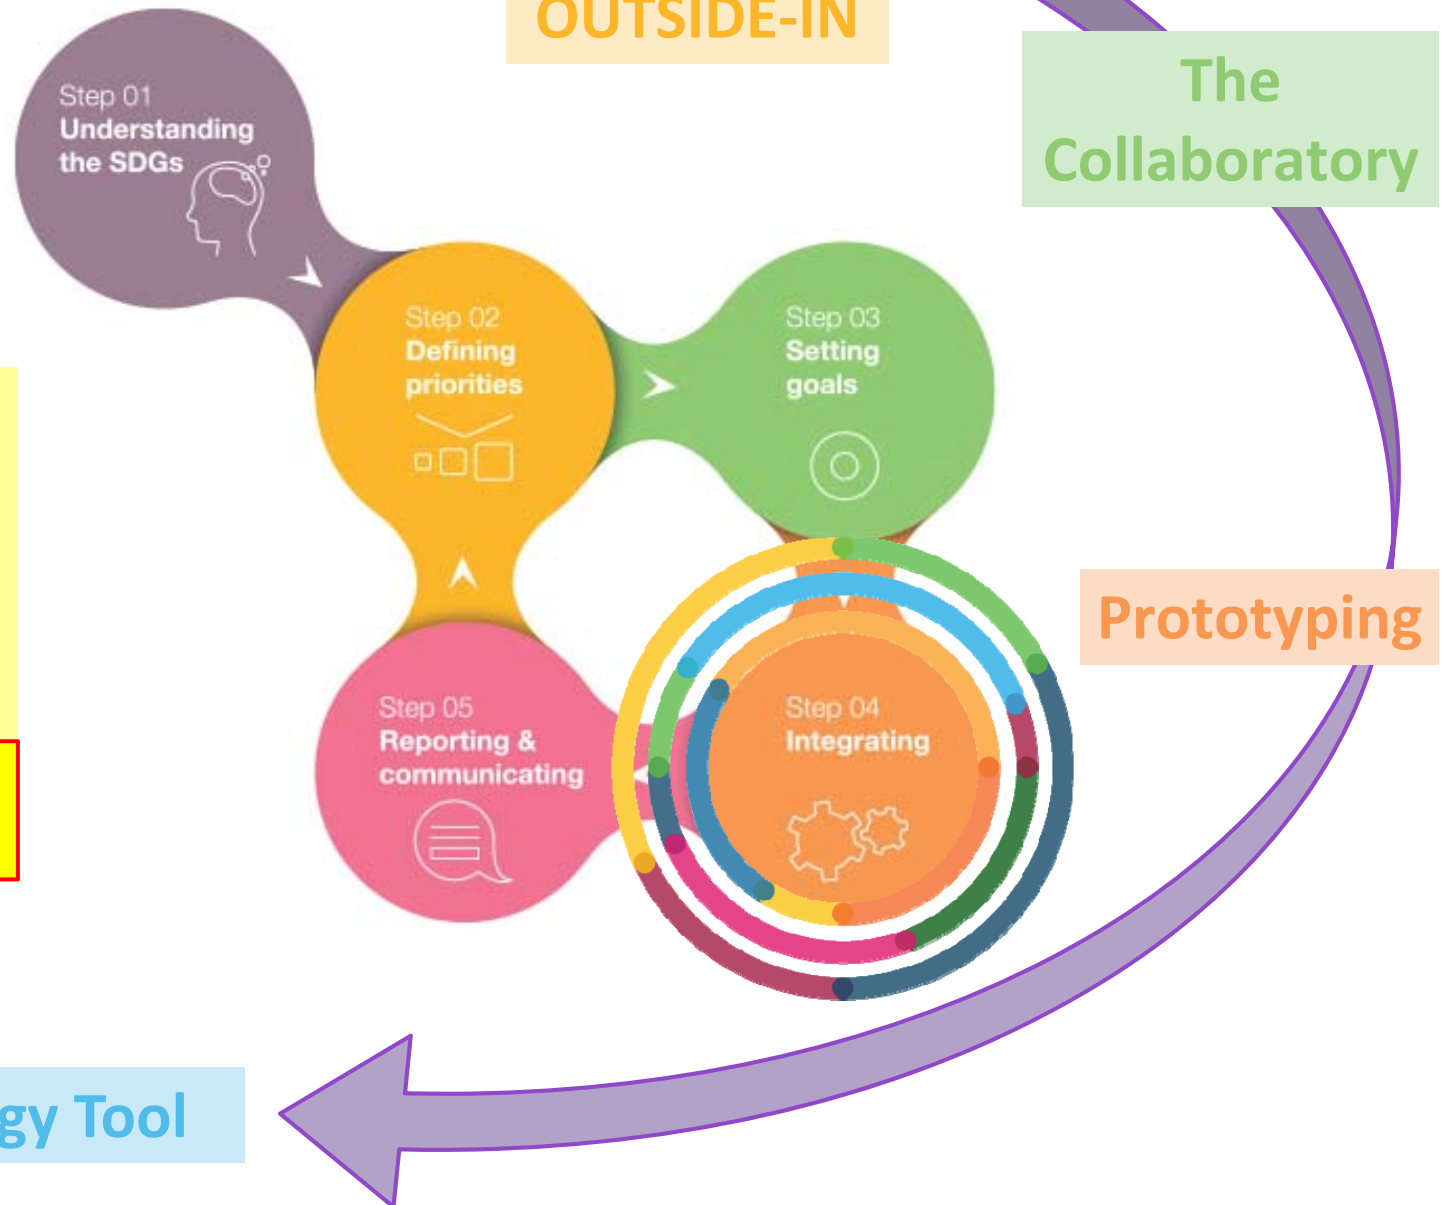 OUTSIDE-IN
The
Collaboratory
Step 01
Understanding
the SDGs
Step 02
Defining
priorities
Step 03
Setting
goals
Prototyping
Step 05
Reporting &
communicating
Step 04
Integrating
gy Tool